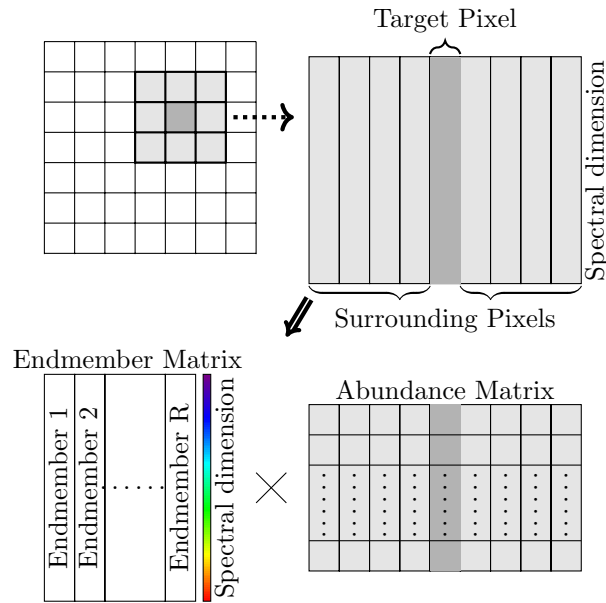 Target Pixel
Spectral dimension
Surrounding Pixels
Endmember Matrix
Endmember 1
Endmember 2
Endmember R
Spectral dimension
Abundance Matrix